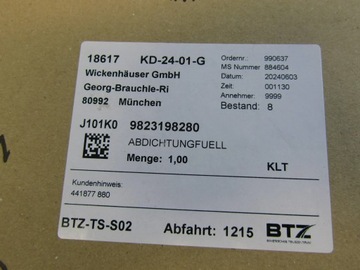 18617 KD-24-01-G
Wickenhäuser GmbH
Georg-Brauchle-Ri
80992 München
Ordernr : 990637
MS Nummer : 884604
Datum : 20240603
Zeit : 001130
Annehmer : 9999
Bestand : 8
J101K0 9823198280
ABDICHTUNGFUELL
Menge: 1,00
KLT
Kundenhinweis:
441877 880
BTZ-TS-S02 Abfahrt: 1215 BTZ